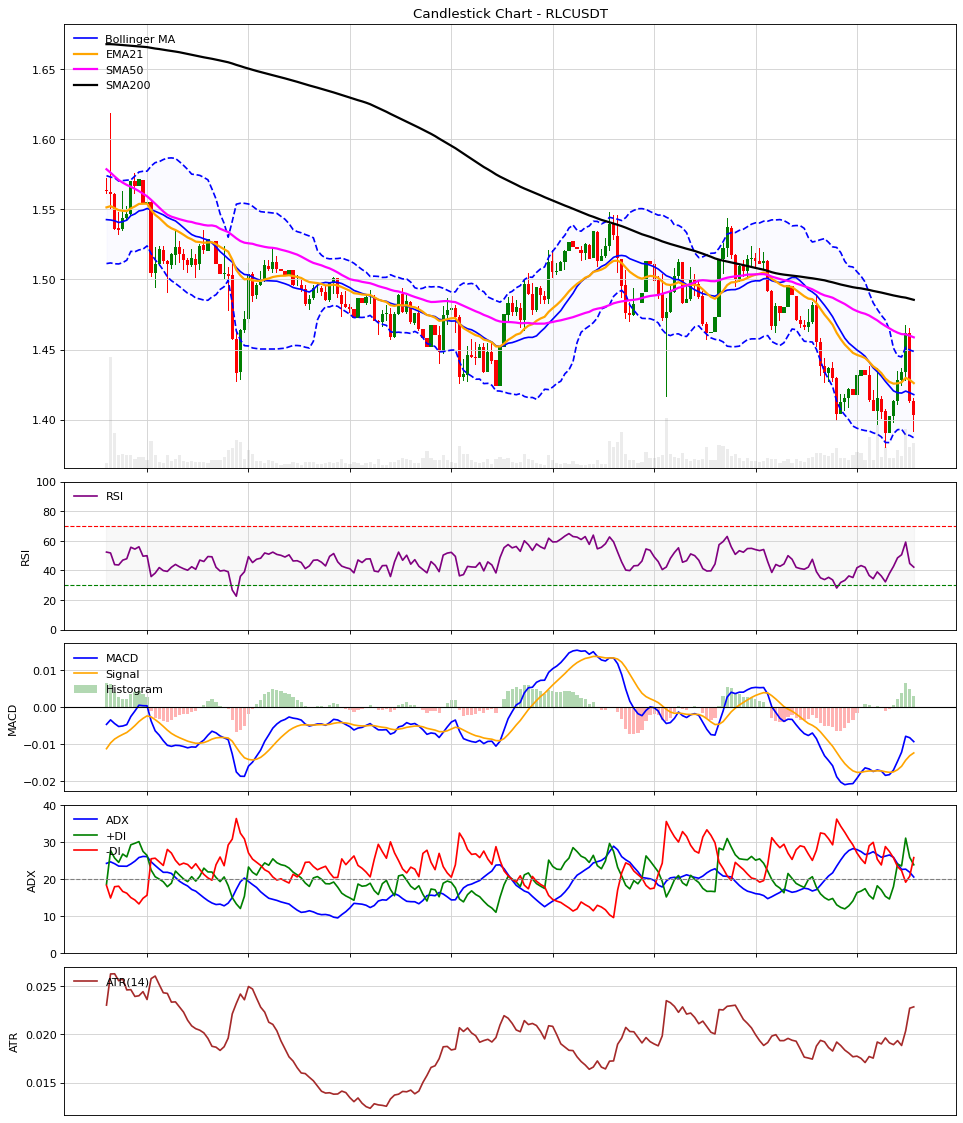 Candlestick Chart - RLCUSDT
Bollinger MA
EMA21
SMA50
SMA200
1.65
1.60
1.55
1.50
1.45
1.40
RSI
RSI
100
80
60
40
20
0
MACD
Signal
Histogram
MACD
0.01
0.00
−0.01
−0.02
ADX
+DI
-DI
ADX
40
30
20
10
0
ATR(14)
ATR
0.025
0.020
0.015